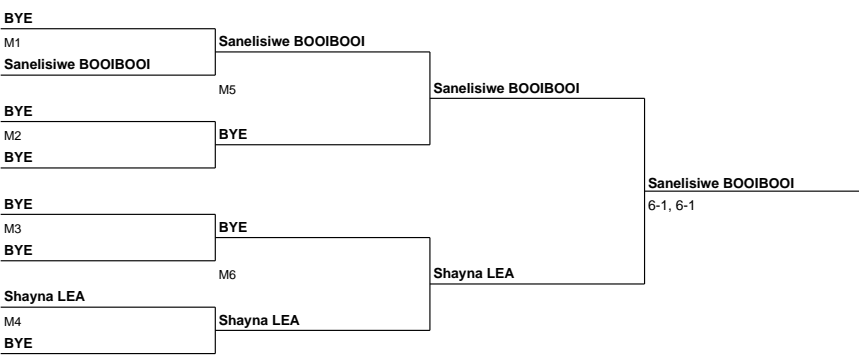 BYE
M1
Sanelisiwe BOOIBOOI
BYE
M2
BYE
BYE
M3
BYE
Shayna LEA
M4
BYE
Sanelisiwe BOOIBOOI
M5
BYE
BYE
M6
Shayna LEA
Sanelisiwe BOOIBOOI
Shayna LEA
Sanelisiwe BOOIBOOI
6-1, 6-1